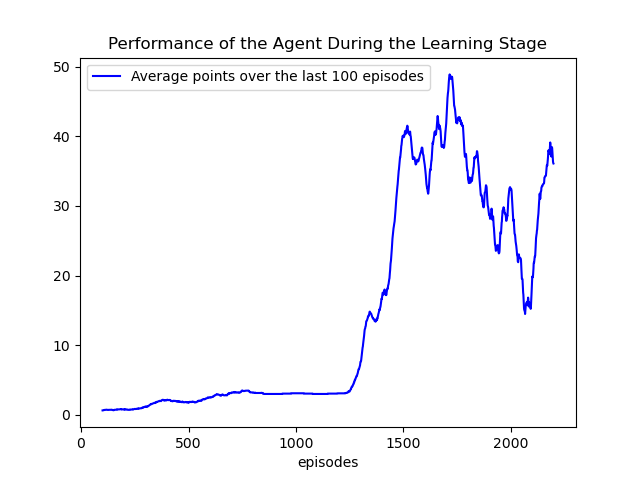 Performance of the Agent During the Learning Stage
Average points over the last 100 episodes
50
40
30
20
10
0
0 500 1000 1500 2000
episodes